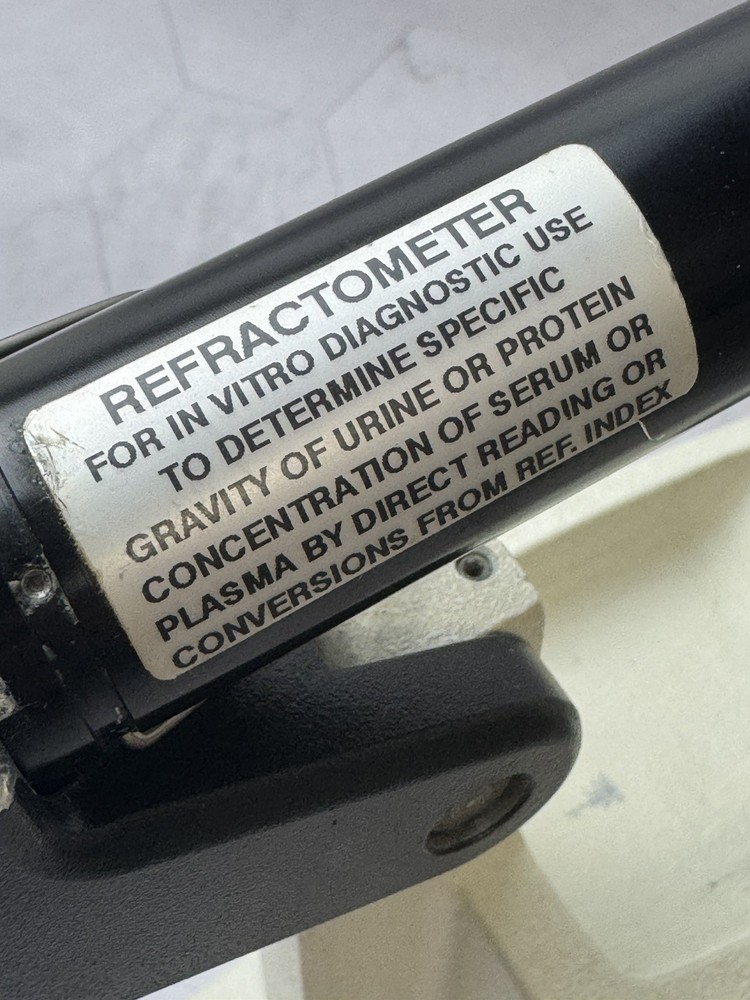 REFRACTOMETER
FOR IN VITRO DIAGNOSTIC USE
TO DETERMINE SPECIFIC
GRAVITY OF URINE OR PROTEIN
CONCENTRATION OF SERUM OR
PLASMA BY DIRECT READING OR
CONVERSIONS FROM REF. INDEX